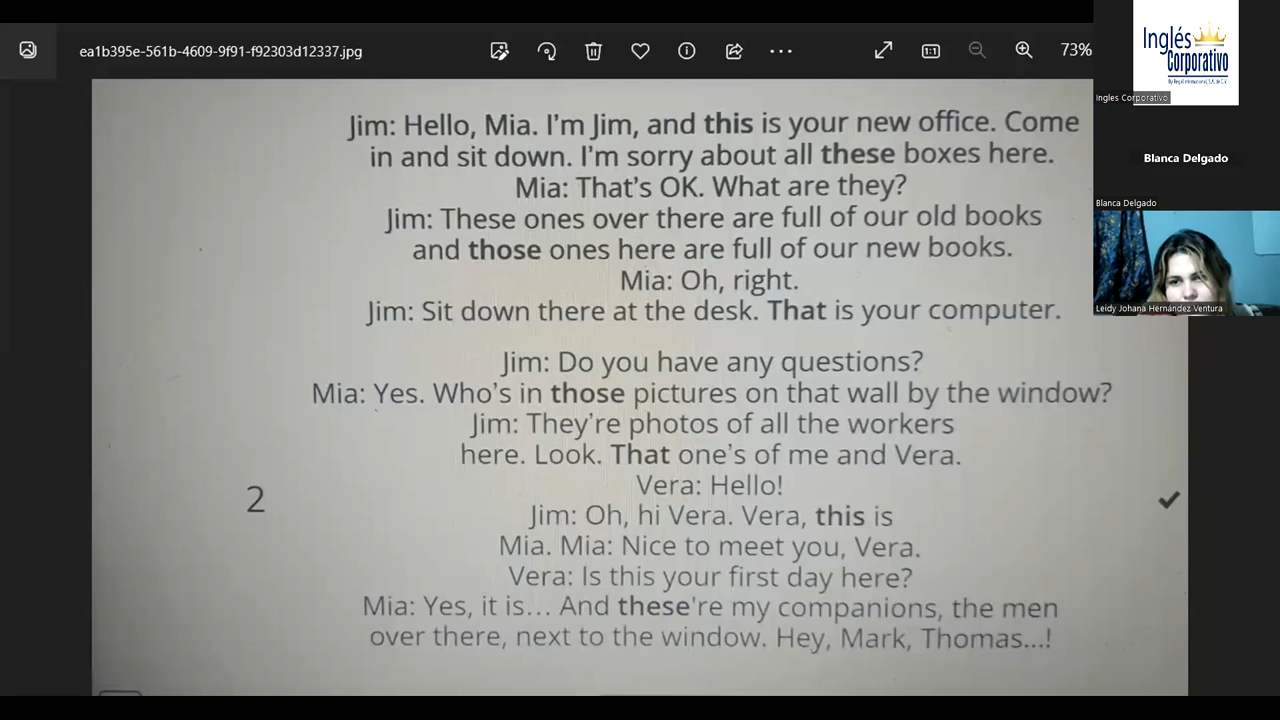 ea1b395e-561b-4609-9f91-f92303d12337.jpg
73%
Inglés
Corporativo
Ingles Corporativo
Blanca Delgado
Blanca Delgado
Leidy Johana Hernández Ventura
Jim: Hello, Mia. I'm Jim, and this is your new office. Come
in and sit down. I'm sorry about all these boxes here.
Mia: That's OK. What are they?
Jim: These ones over there are full of our old books
and those ones here are full of our new books.
Mia: Oh, right.
Jim: Sit down there at the desk. That is your computer.
Jim: Do you have any questions?
Mia: Yes. Who's in those pictures on that wall by the window?
Jim: They're photos of all the workers
here. Look. That one's of me and Vera.
Vera: Hello!
2
Jim: Oh, hi Vera. Vera, this is
Mia. Mia: Nice to meet you, Vera.
Vera: Is this your first day here?
Mia: Yes, it is... And these're my companions, the men
over there, next to the window. Hey, Mark, Thomas...!